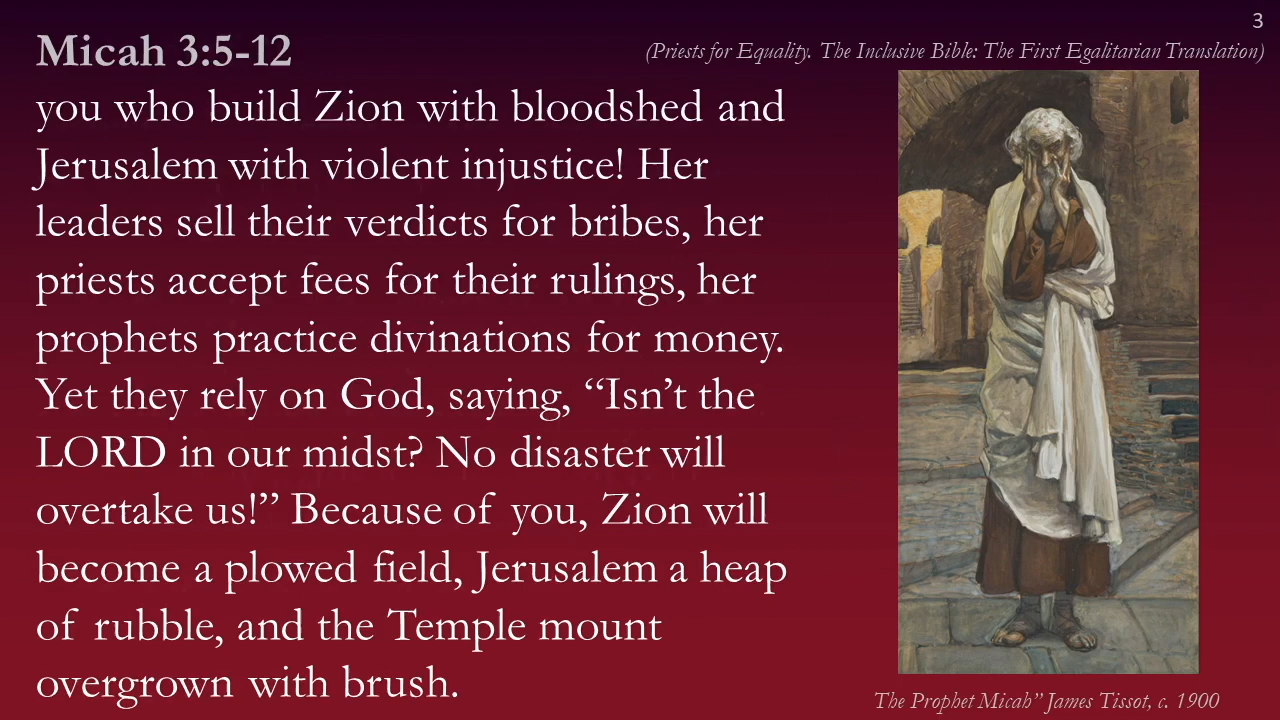 3
Micah 3:5-12
(Priests for Equality. The Inclusive Bible: The First Egalitarian Translation)
you who build Zion with bloodshed and
Jerusalem with violent injustice! Her
leaders sell their verdicts for bribes, her
priests accept fees for their rulings, her
prophets practice divinations for money.
Yet they rely on God, saying, “Isn’t the
LORD in our midst? No disaster will
overtake us!” Because of you, Zion will
become a plowed field, Jerusalem a heap
of rubble, and the Temple mount
overgrown with brush.
The Prophet Micah” James Tissot, c. 1900